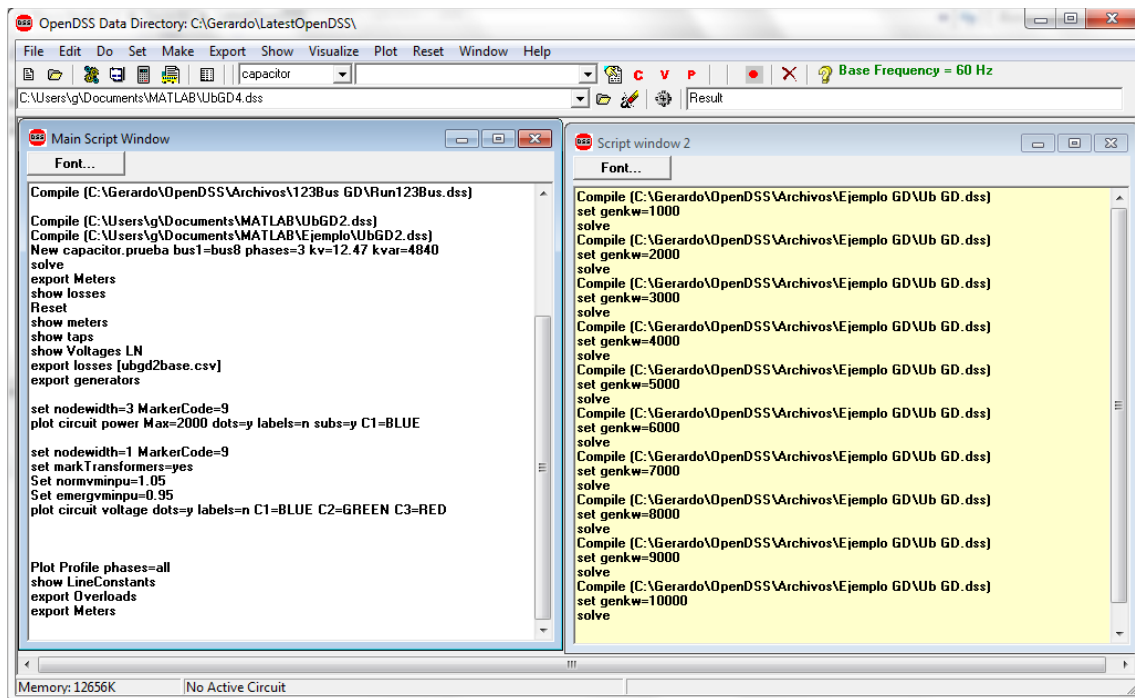 DSS OpenDSS Data Directory: C:\Gerardo\LatestOpenDSS\
File Edit Do Set Make Export Show Visualize Plot Reset Window Help
capacitor C V P Base Frequency = 60 Hz
C:\Users\g\Documents\MATLAB\UbGD4.dss Result
DSS Main Script Window
Font...
Compile (C:\Gerardo\OpenDSS\Archivos\123Bus GD\Run123Bus.dss)
Compile (C:\Users\g\Documents\MATLAB\UbGD2.dss)
Compile (C:\Users\g\Documents\MATLAB\Ejemplo\UbGD2.dss)
New capacitor.prueba bus1=bus8 phases=3 kv=12.47 kvar=4840
solve
export Meters
show losses
Reset
show meters
show taps
show Voltages LN
export losses [ubgd2base.csv]
export generators
set nodewidth=3 MarkerCode=9
plot circuit power Max=2000 dots=y labels=n subs=y C1=BLUE
set nodewidth=1 MarkerCode=9
set markTransformers=yes
Set normvminpu=1.05
Set emergvminpu=0.95
plot circuit voltage dots=y labels=n C1=BLUE C2=GREEN C3=RED
Plot Profile phases=all
show LineConstants
export Overloads
export Meters
DSS Script window 2
Font...
Compile (C:\Gerardo\OpenDSS\Archivos\Ejemplo GD\Ub GD.dss)
set genkw=1000
solve
Compile (C:\Gerardo\OpenDSS\Archivos\Ejemplo GD\Ub GD.dss)
set genkw=2000
solve
Compile (C:\Gerardo\OpenDSS\Archivos\Ejemplo GD\Ub GD.dss)
set genkw=3000
solve
Compile (C:\Gerardo\OpenDSS\Archivos\Ejemplo GD\Ub GD.dss)
set genkw=4000
solve
Compile (C:\Gerardo\OpenDSS\Archivos\Ejemplo GD\Ub GD.dss)
set genkw=5000
solve
Compile (C:\Gerardo\OpenDSS\Archivos\Ejemplo GD\Ub GD.dss)
set genkw=6000
solve
Compile (C:\Gerardo\OpenDSS\Archivos\Ejemplo GD\Ub GD.dss)
set genkw=7000
solve
Compile (C:\Gerardo\OpenDSS\Archivos\Ejemplo GD\Ub GD.dss)
set genkw=8000
solve
Compile (C:\Gerardo\OpenDSS\Archivos\Ejemplo GD\Ub GD.dss)
set genkw=9000
solve
Compile (C:\Gerardo\OpenDSS\Archivos\Ejemplo GD\Ub GD.dss)
set genkw=10000
solve
Memory: 12656K No Active Circuit